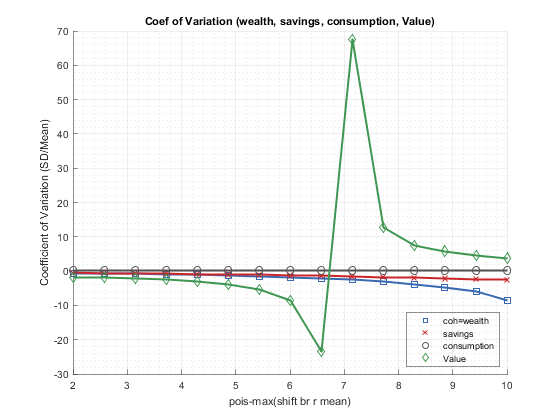 Coef of Variation (wealth, savings, consumption, Value)
Coefficient of Variation (SD/Mean)
70
60
50
40
30
20
10
0
-10
-20
-30
2
3
4
5
6
7
8
9
10
pois-max(shift br r mean)
coh=wealth
savings
consumption
Value